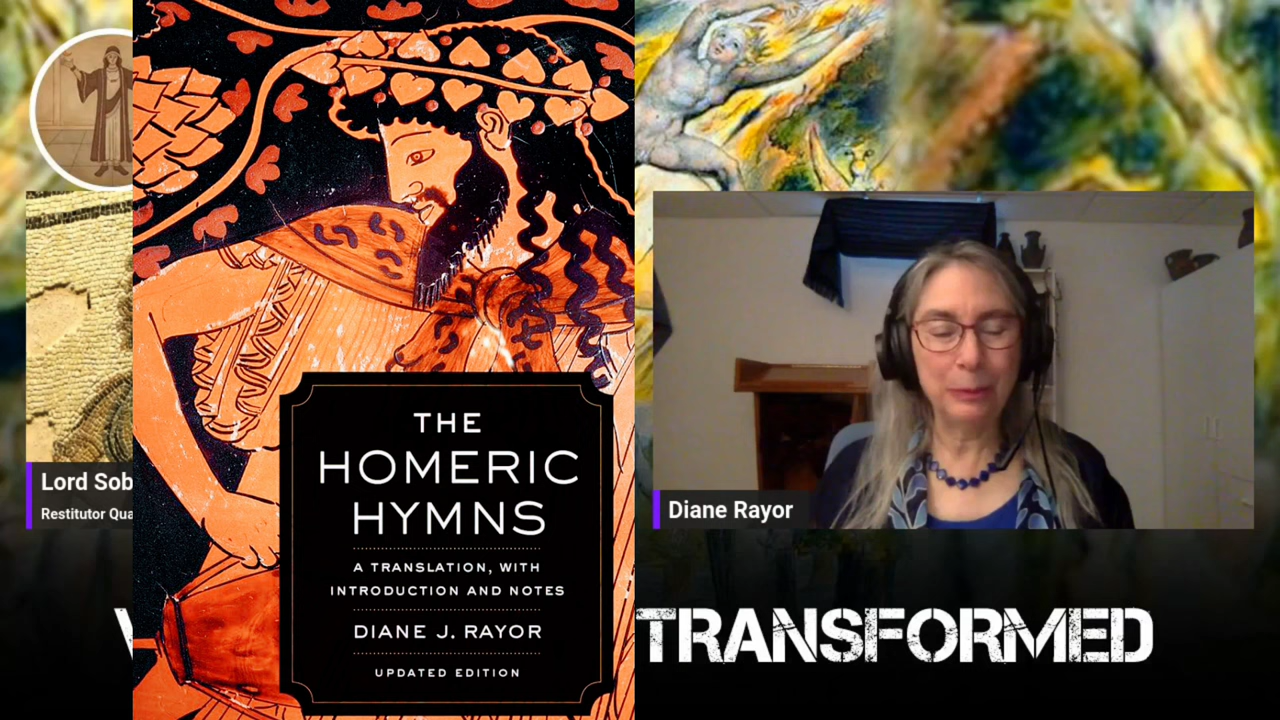 Lord Sob
Restitutor Qua
THE
HOMERIC
HYMNS
A TRANSLATION, WITH
INTRODUCTION AND NOTES
DIANE J. RAYOR
UPDATED EDITION
Diane Rayor
TRANSFORMED